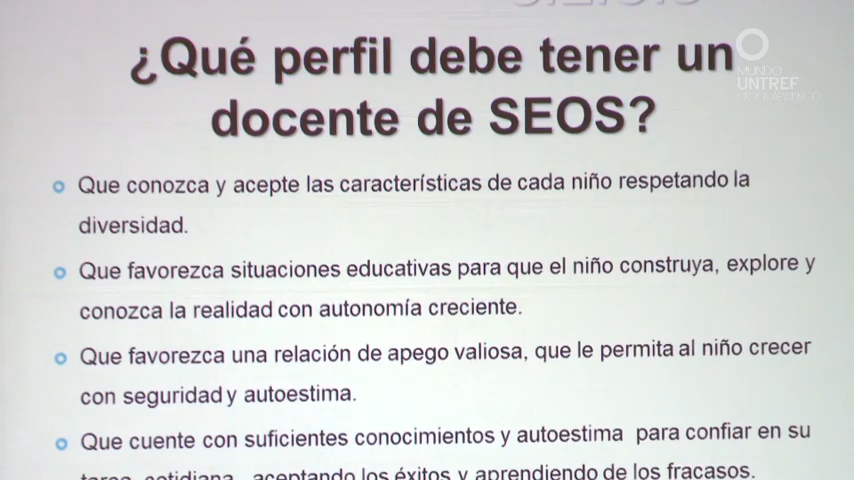 ¿Qué perfil debe tener un
docente de SEOS?
MUNDO
UNTREF
Que conozca y acepte las características de cada niño respetando la
diversidad.
Que favorezca situaciones educativas para que el niño construya, explore y
conozca la realidad con autonomía creciente.
Que favorezca una relación de apego valiosa, que le permita al niño crecer
con seguridad y autoestima.
Que cuente con suficientes conocimientos y autoestima para confiar en su
tarea cotidiana, aceptando los éxitos y aprendiendo de los fracasos.